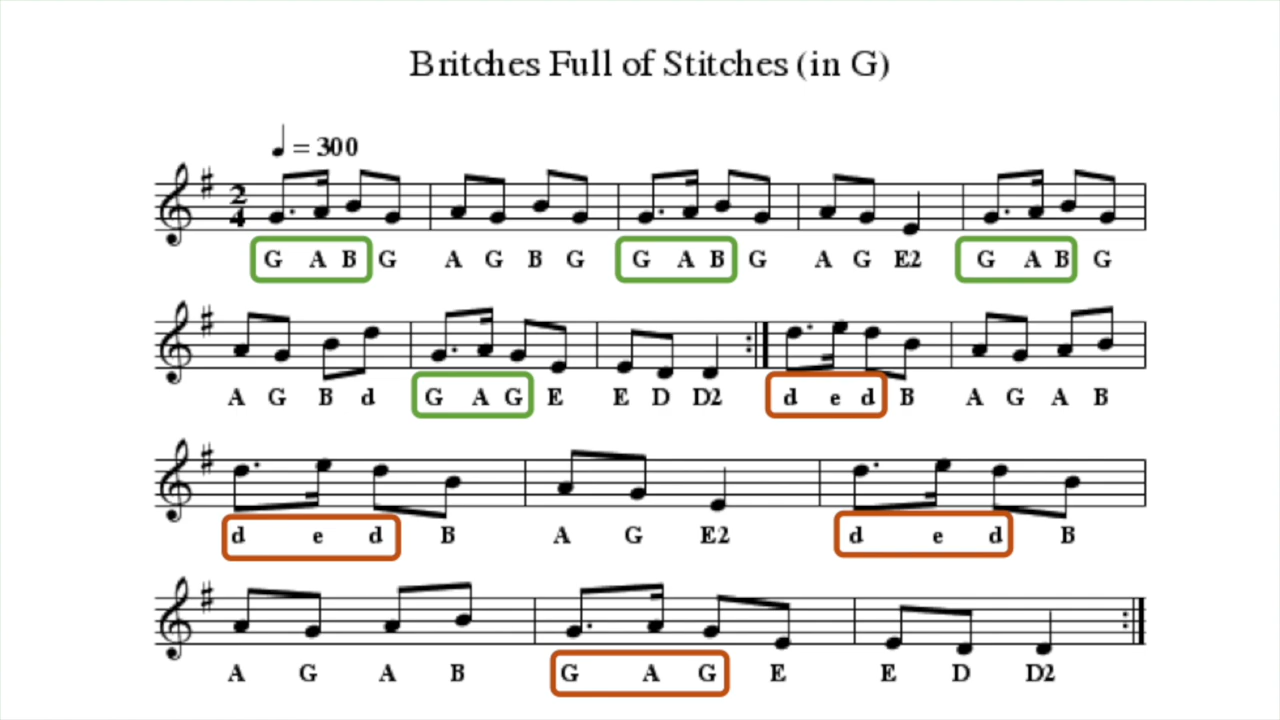 Britches Full of Stitches (in G)
♩ = 300
2
4
G A B G A G B G G A B G A G E2 G A B G
A G B d G A G E E D D2 d e d B A G A B
d e d B A G E2 d e d B
A G A B G A G E E D D2